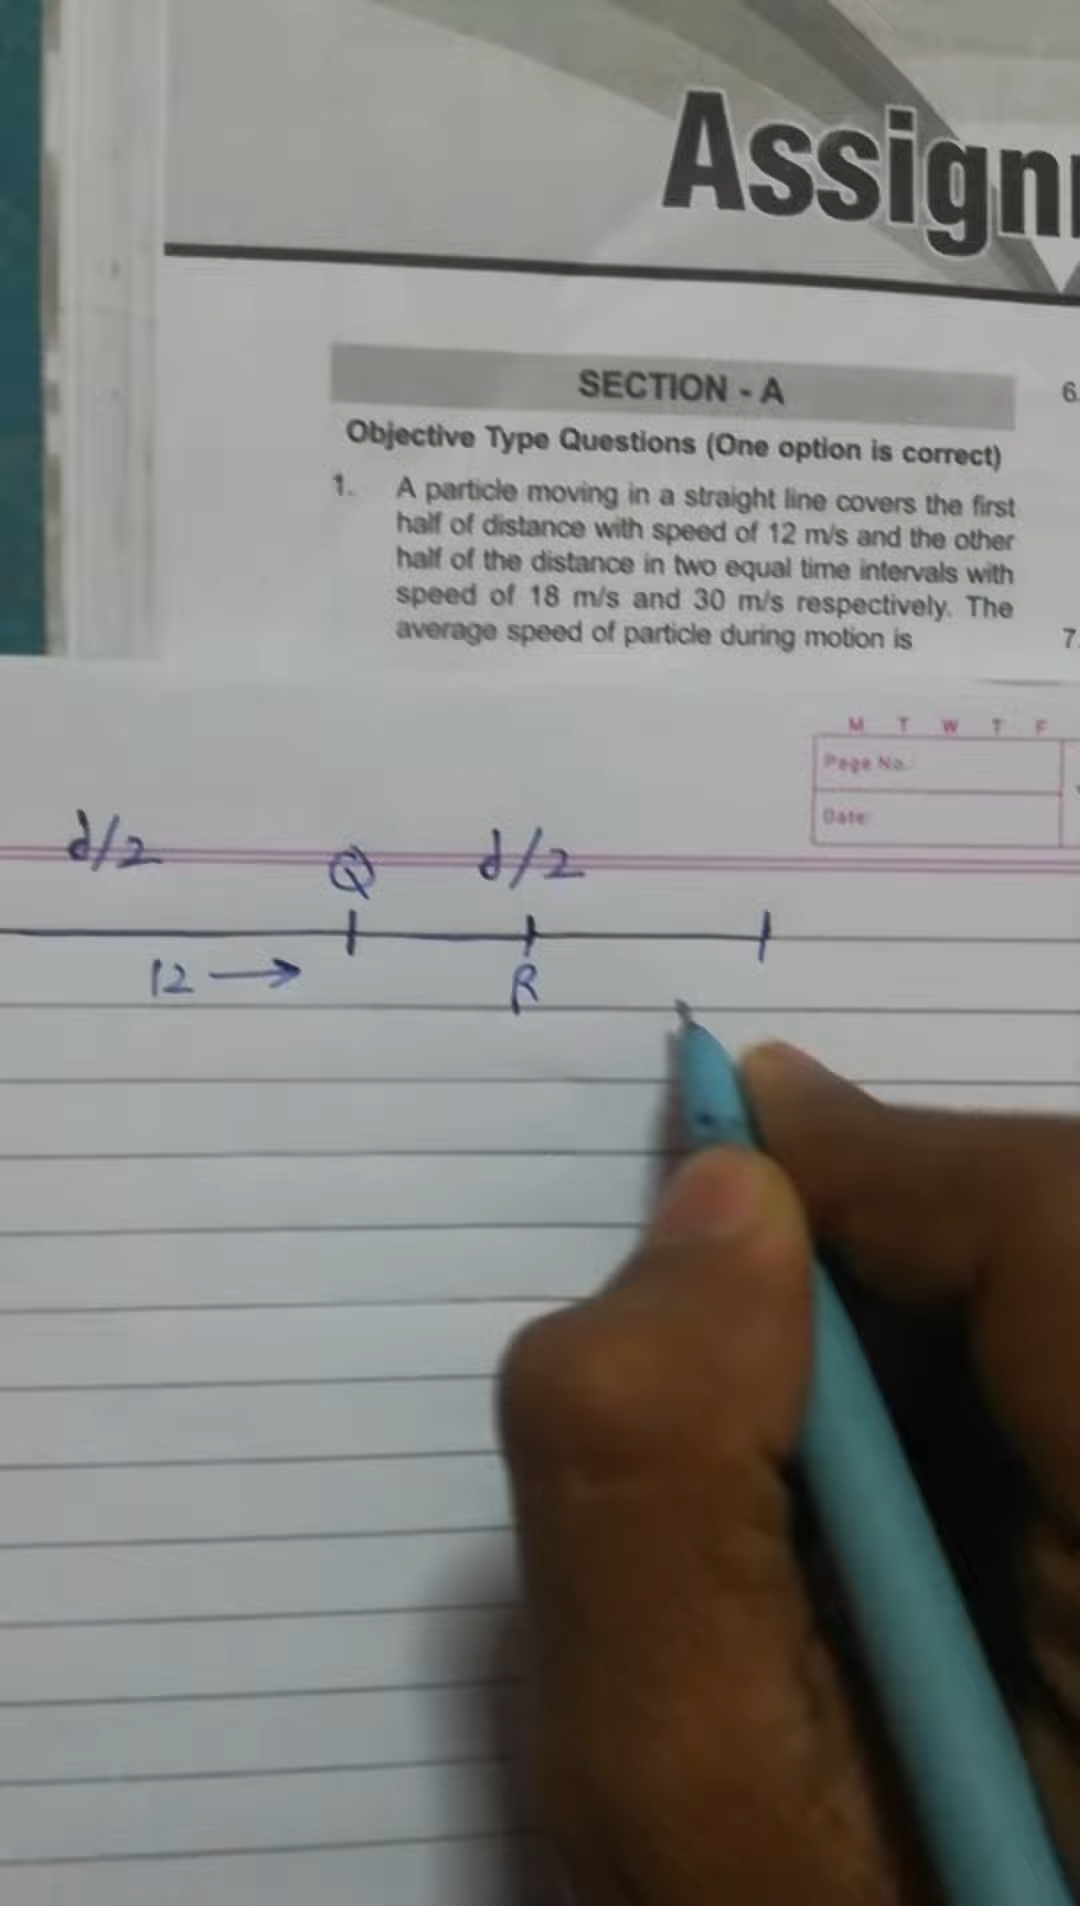 Assign
SECTION - A
6.
Objective Type Questions (One option is correct)
1. A particle moving in a straight line covers the first
half of distance with speed of 12 m/s and the other
half of the distance in two equal time intervals with
speed of 18 m/s and 30 m/s respectively. The
average speed of particle during motion is
7.
M T W T F
Page No.:
Date:
d/2 Q d/2
12 → R